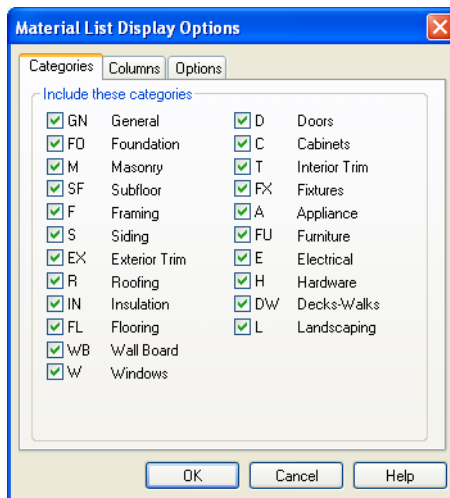 Material List Display Options
Categories Columns Options
Include these categories
GN General
FO Foundation
M Masonry
SF Subfloor
F Framing
S Siding
EX Exterior Trim
R Roofing
IN Insulation
FL Flooring
WB Wall Board
W Windows
D Doors
C Cabinets
T Interior Trim
FX Fixtures
A Appliance
FU Furniture
E Electrical
H Hardware
DW Decks-Walks
L Landscaping
OK Cancel Help